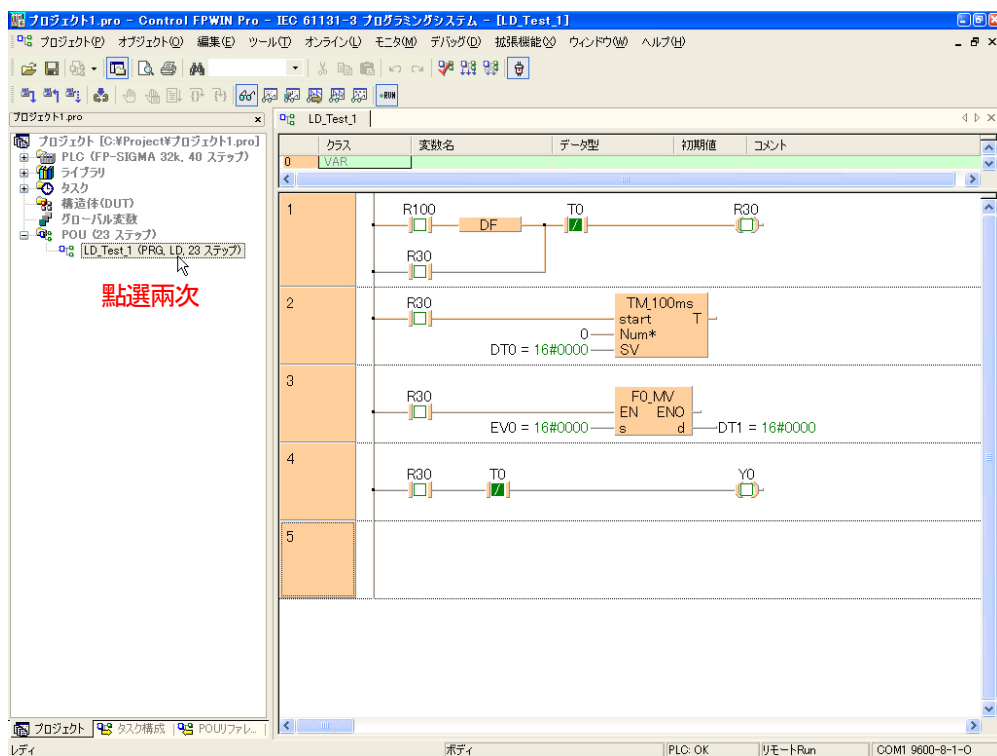 プロジェクト1.pro - Control FPWIN Pro - IEC 61131-3 プログラミングシステム - [LD_Test_1]
プロジェクト(P) オブジェクト(O) 編集(E) ツール(T) オンライン(L) モニタ(M) デバッグ(D) 拡張機能(X) ウィンドウ(W) ヘルプ(H)
RUN
プロジェクト1.pro
LD_Test_1
プロジェクト [C:¥Project¥プロジェクト1.pro]
PLC (FP-SIGMA 32k, 40 ステップ)
ライブラリ
タスク
構造体(DUT)
グローバル変数
POU (23 ステップ)
LD_Test_1 (PRG, LD, 23 ステップ)
點選兩次
クラス 変数名 データ型 初期値 コメント
0 VAR
1
R100 DF T0 R30
R30
2
R30 TM_100ms
start T
0 Num*
DT0 = 16#0000 SV
3
R30 F0_MV
EN ENO
EV0 = 16#0000 s d DT1 = 16#0000
4
R30 T0 Y0
5
プロジェクト タスク構成 POUリファレ...
レディ ボディ PLC: OK リモートRun COM1 9600-8-1-O